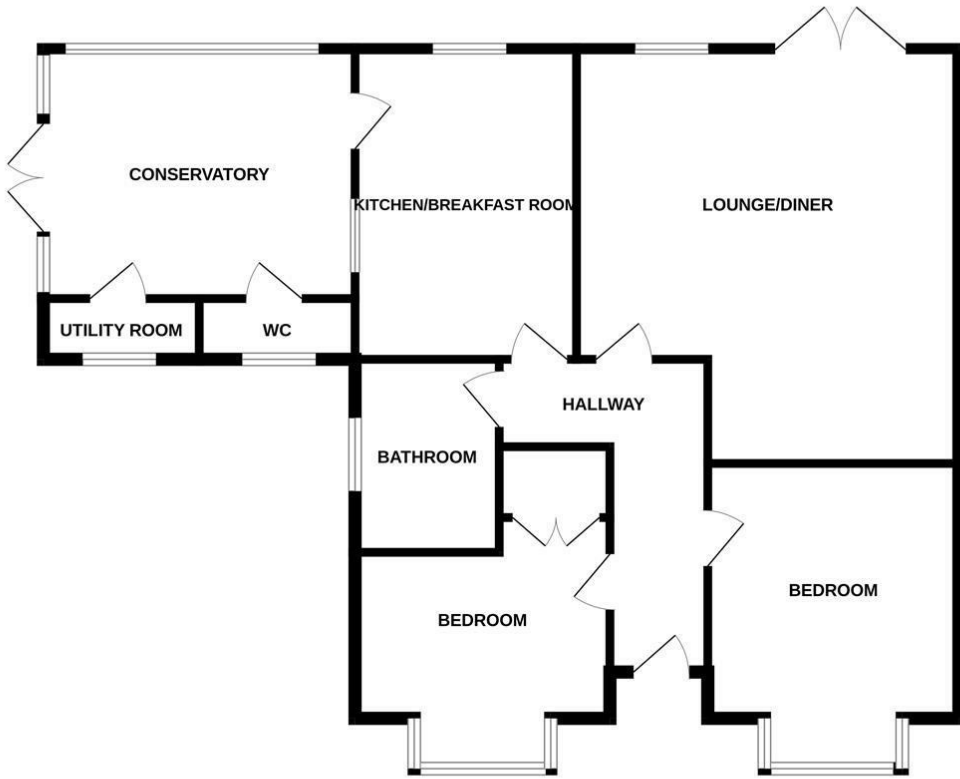 CONSERVATORY
KITCHEN/BREAKFAST ROOM
LOUNGE/DINER
UTILITY ROOM
WC
HALLWAY
BATHROOM
BEDROOM
BEDROOM